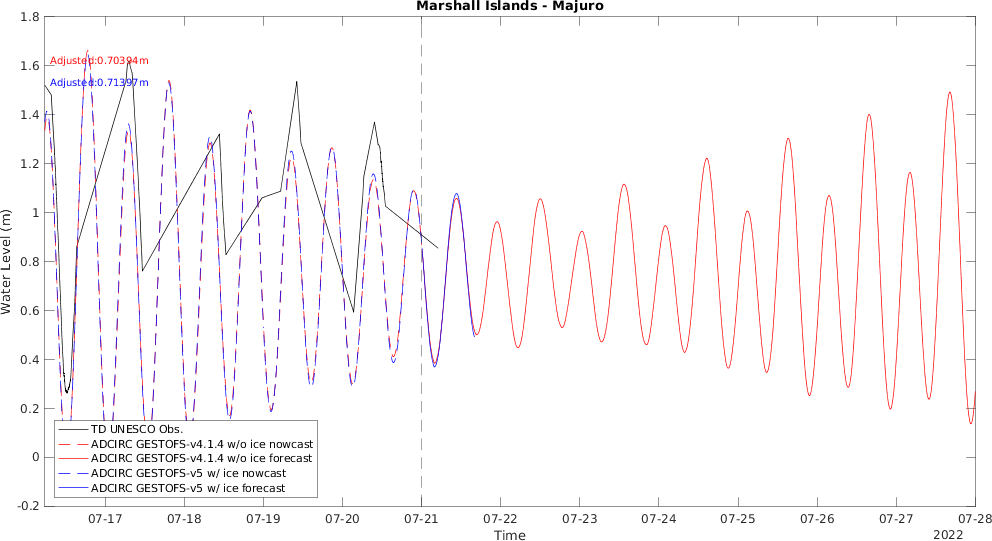 Marshall Islands - Majuro
1.8
1.6
1.4
1.2
1
0.8
0.6
0.4
0.2
0
-0.2
Water Level (m)
Adjusted:0.70394m
Adjusted:0.71397m
TD UNESCO Obs.
ADCIRC GESTOFS-v4.1.4 w/o ice nowcast
ADCIRC GESTOFS-v4.1.4 w/o ice forecast
ADCIRC GESTOFS-v5 w/ ice nowcast
ADCIRC GESTOFS-v5 w/ ice forecast
07-17 07-18 07-19 07-20 07-21 07-22 07-23 07-24 07-25 07-26 07-27 07-28
Time
2022